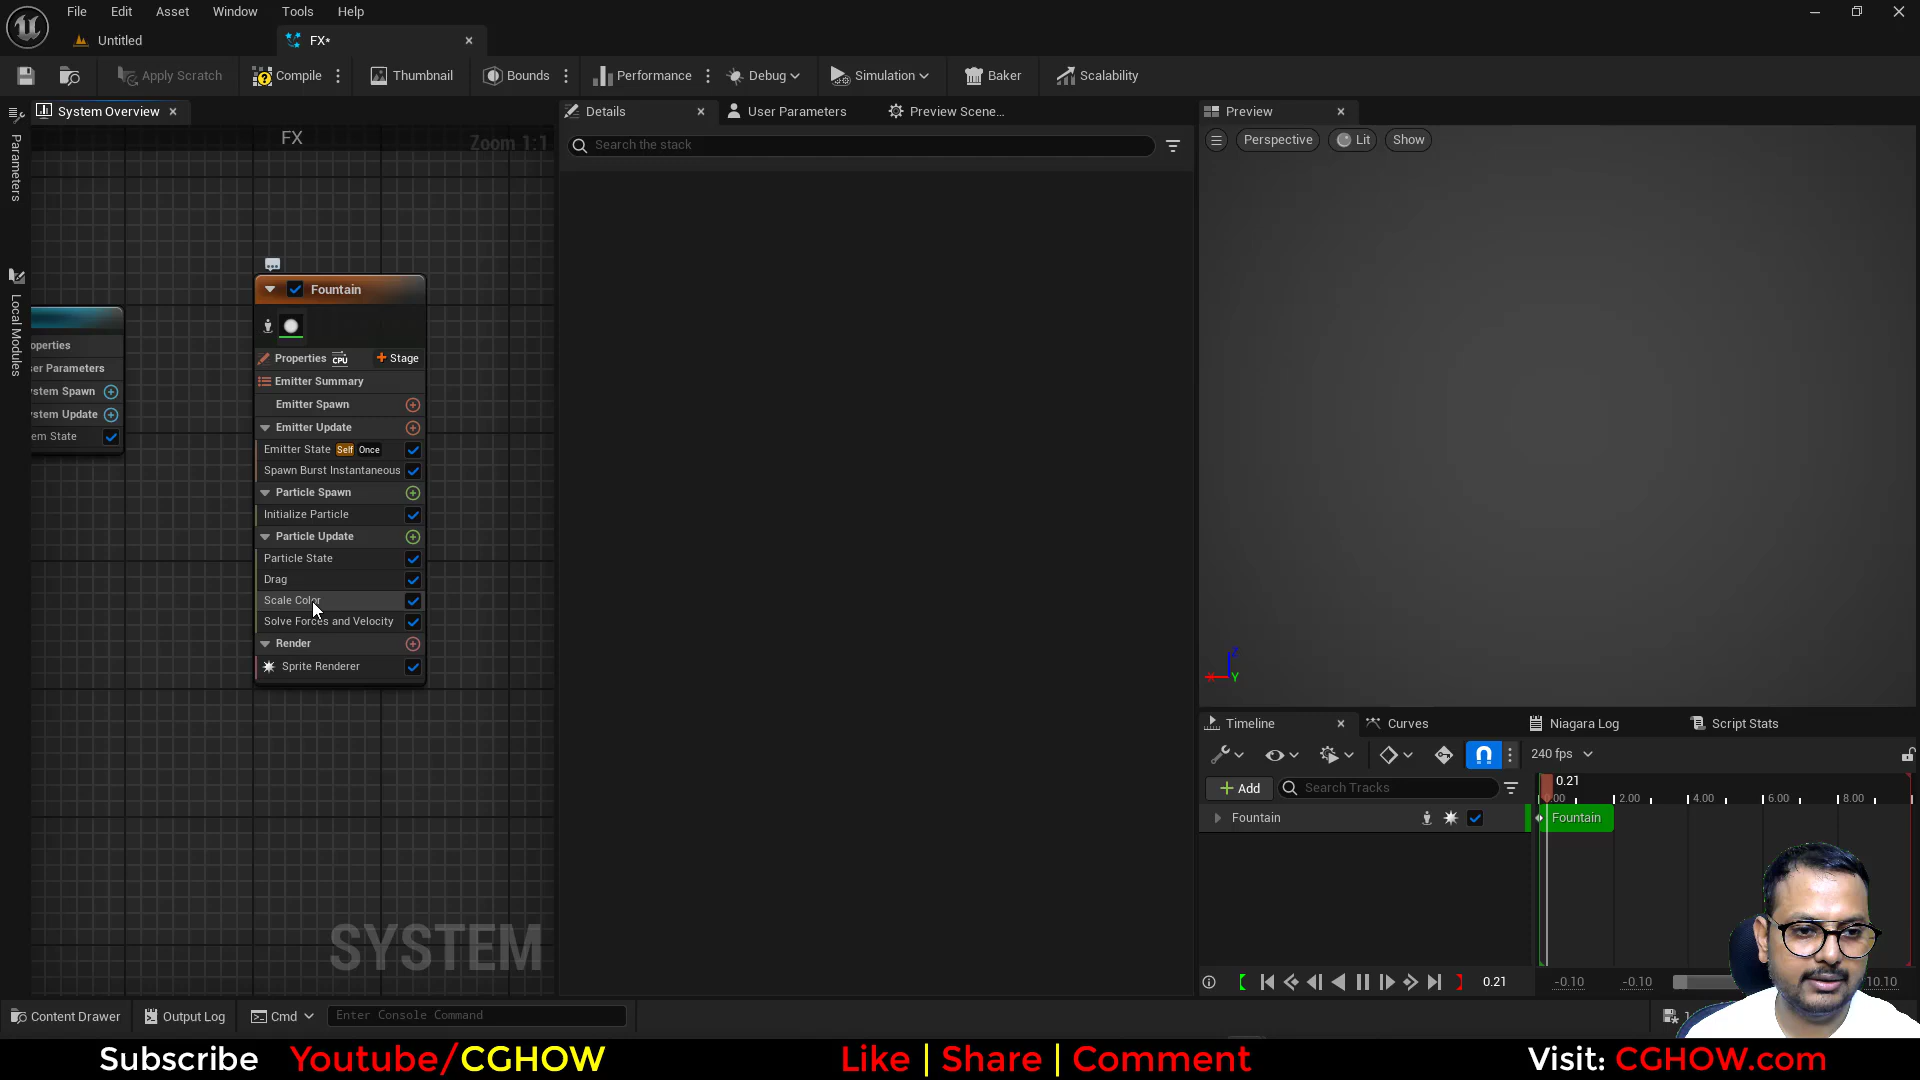 File Edit Asset Window Tools Help
Untitled
FX*
Apply Scratch
Compile
Thumbnail
Bounds
Performance
Debug
Simulation
Baker
Scalability
System Overview
Details
User Parameters
Preview Scene...
Preview
FX
Zoom 1:1
Search the stack
Perspective
Lit
Show
Parameters
Local Modules
Fountain
Properties
CPU
Stage
Emitter Summary
Emitter Spawn
Emitter Update
Emitter State Self Once
Spawn Burst Instantaneous
Particle Spawn
Initialize Particle
Particle Update
Particle State
Drag
Scale Color
Solve Forces and Velocity
Render
Sprite Renderer
operties
ser Parameters
ystem Spawn
ystem Update
em State
SYSTEM
Z
X
Y
Timeline
Curves
Niagara Log
Script Stats
240 fps
Add
Search Tracks
0.21
0.00 2.00 4.00 6.00 8.00
Fountain
Fountain
0.21
-0.10
-0.10
10.10
Content Drawer
Output Log
Cmd
Enter Console Command
Subscribe Youtube/CGHOW
Like | Share | Comment
Visit: CGHOW.com